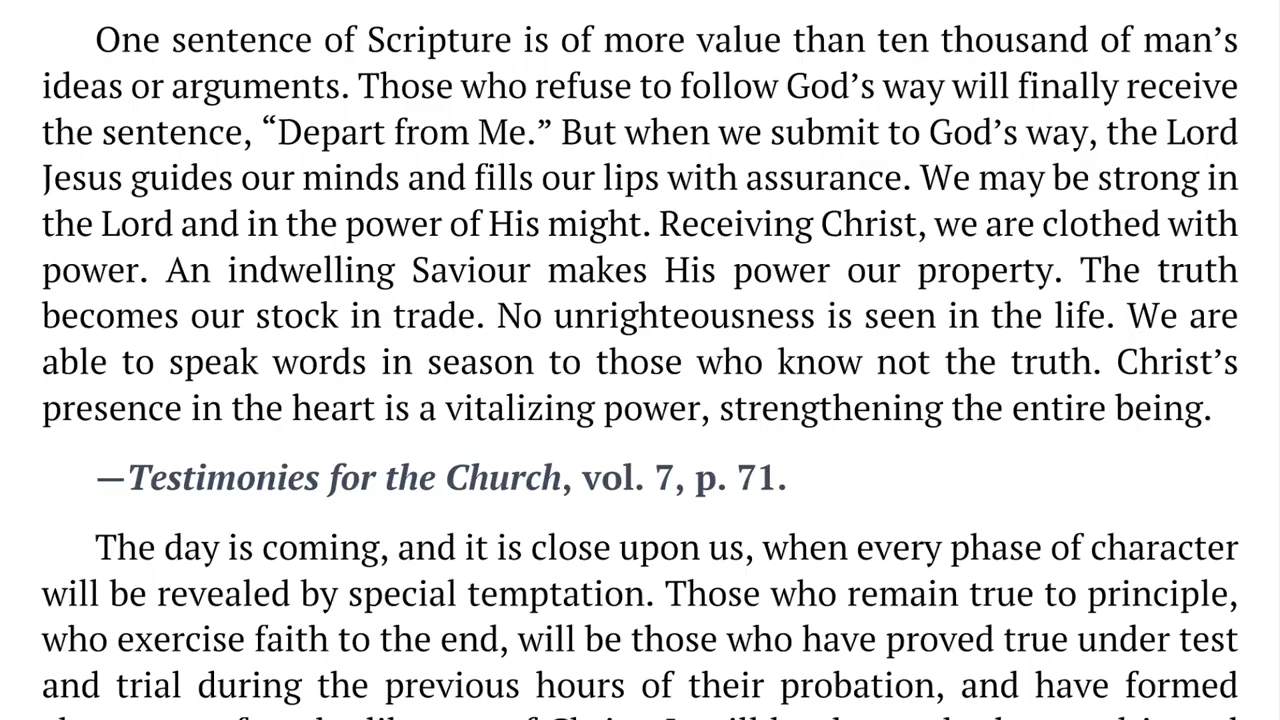 One sentence of Scripture is of more value than ten thousand of man’s
ideas or arguments. Those who refuse to follow God’s way will finally receive
the sentence, “Depart from Me.” But when we submit to God’s way, the Lord
Jesus guides our minds and fills our lips with assurance. We may be strong in
the Lord and in the power of His might. Receiving Christ, we are clothed with
power. An indwelling Saviour makes His power our property. The truth
becomes our stock in trade. No unrighteousness is seen in the life. We are
able to speak words in season to those who know not the truth. Christ’s
presence in the heart is a vitalizing power, strengthening the entire being.
—Testimonies for the Church, vol. 7, p. 71.
The day is coming, and it is close upon us, when every phase of character
will be revealed by special temptation. Those who remain true to principle,
who exercise faith to the end, will be those who have proved true under test
and trial during the previous hours of their probation, and have formed